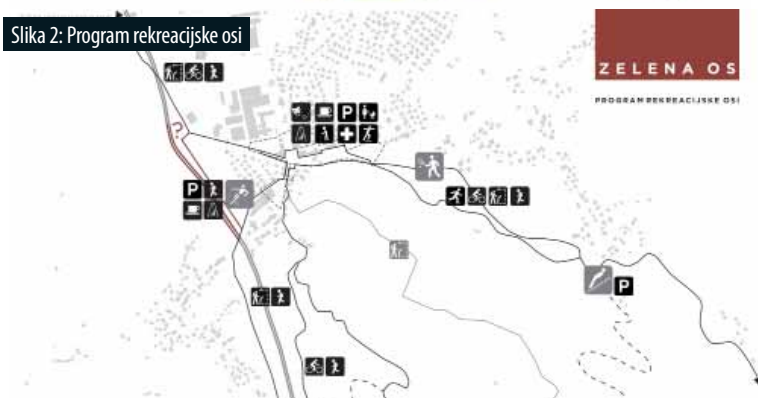 Slika 2: Program rekreacijske osi
ZELENA OS
PROGRAM REKREACIJSKE OSI
?
P
P
P